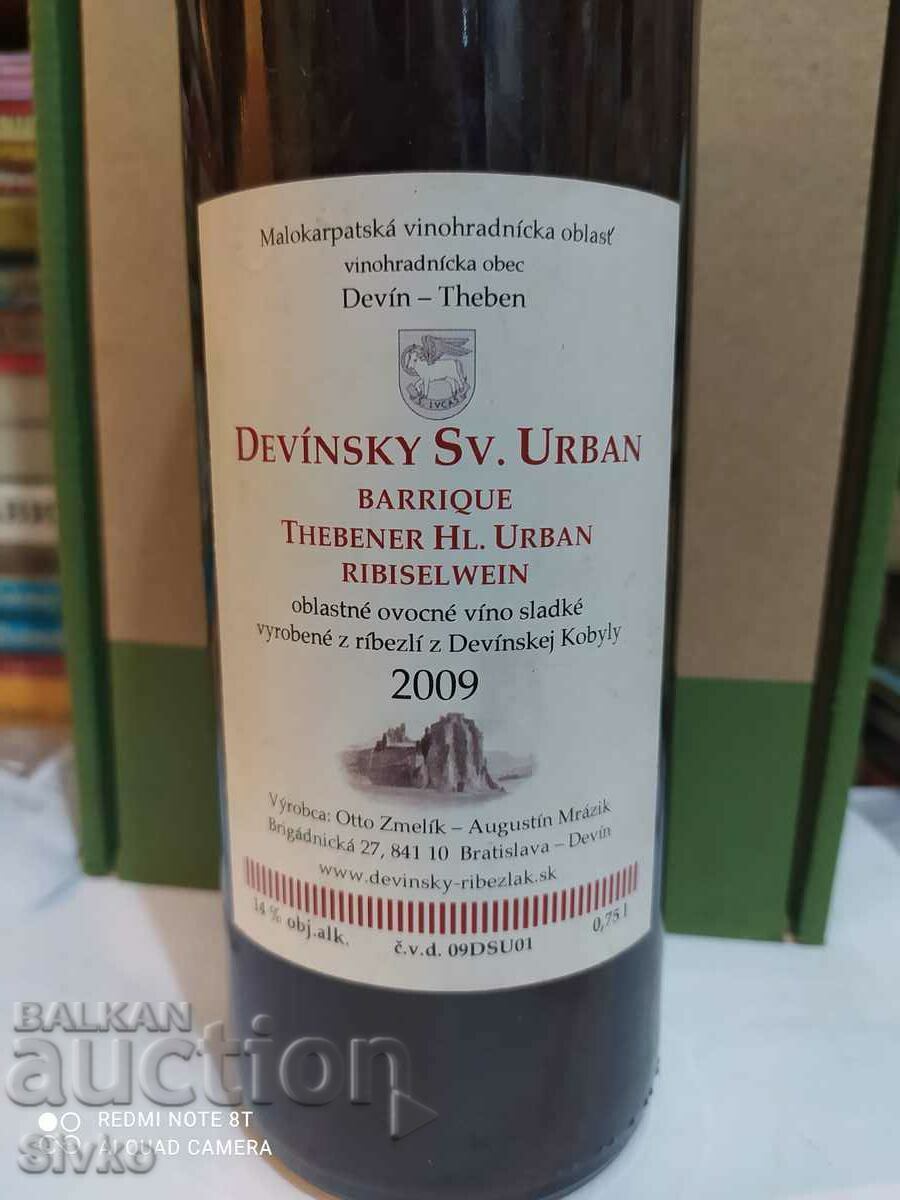 Malokarpatská vinohradnícka oblasť
vinohradnícka obec
Devín – Theben
S. LVCAS
DEVÍNSKY SV. URBAN
BARRIQUE
THEBENER HL. URBAN
RIBISELWEIN
oblastné ovocné víno sladké
vyrobené z ríbezlí z Devínskej Kobyly
2009
Výrobca: Otto Zmelík – Augustín Mrázik
Brigádnická 27, 841 10 Bratislava – Devín
www.devinsky-ribezlak.sk
14 % obj.alk.
č.v.d. 09DSU01
0,75 l
BALKAN
auction
REDMI NOTE 8T
AI QUAD CAMERA
Sivko